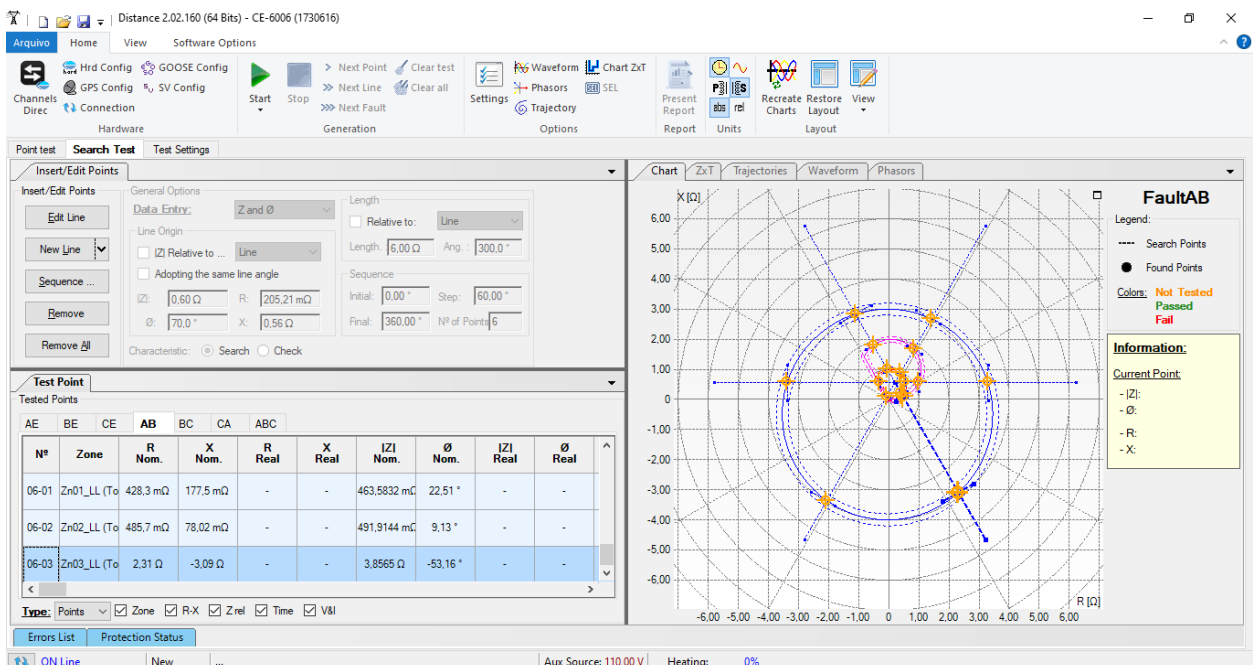 Distance 2.02.160 (64 Bits) - CE-6006 (1730616)
Arquivo Home View Software Options
Channels Direc
Hrd Config
GPS Config
Connection
GOOSE Config
SV Config
Hardware
Start
Stop
Next Point
Next Line
Next Fault
Clear test
Clear all
Generation
Settings
Waveform
Phasors
Trajectory
Chart ZxT
SEL
Options
Present Report
Report
abs rel
Units
Recreate Charts
Restore Layout
View
Layout
Point test Search Test Test Settings
Insert/Edit Points
Insert/Edit Points
Edit Line
New Line
Sequence ...
Remove
Remove All
General Options
Data Entry: Z and Ø
Line Origin
|Z| Relative to ... Line
Adopting the same line angle
|Z|: 0,60 Ω R: 205,21 mΩ
Ø: 70,0 ° X: 0,56 Ω
Characteristic: Search Check
Length
Relative to: Line
Length. 6,00 Ω Ang. : 300,0 °
Sequence
Initial: 0,00 ° Step: 60,00 °
Final: 360,00 ° Nº of Points 6
Test Point
Tested Points
AE BE CE AB BC CA ABC
Nº Zone R Nom. X Nom. R Real X Real |Z| Nom. Ø Nom. |Z| Real Ø Real
06-01 Zn01_LL (To 428,3 mΩ 177,5 mΩ - - 463,5832 mΩ 22,51 ° - -
06-02 Zn02_LL (To 485,7 mΩ 78,02 mΩ - - 491,9144 mΩ 9,13 ° - -
06-03 Zn03_LL (To 2,31 Ω -3,09 Ω - - 3,8565 Ω -53,16 ° - -
Type: Points Zone R-X Z rel Time V&I
Chart ZxT Trajectories Waveform Phasors
X [Ω]
6,00
5,00
4,00
3,00
2,00
1,00
0
-1,00
-2,00
-3,00
-4,00
-5,00
-6,00
-6,00 -5,00 -4,00 -3,00 -2,00 -1,00 0 1,00 2,00 3,00 4,00 5,00 6,00
R [Ω]
FaultAB
Legend:
Search Points
Found Points
Colors: Not Tested
Passed
Fail
Information:
Current Point:
- |Z|:
- Ø:
- R:
- X:
Errors List Protection Status
ON Line New ... Aux Source: 110.00 V Heating: 0%